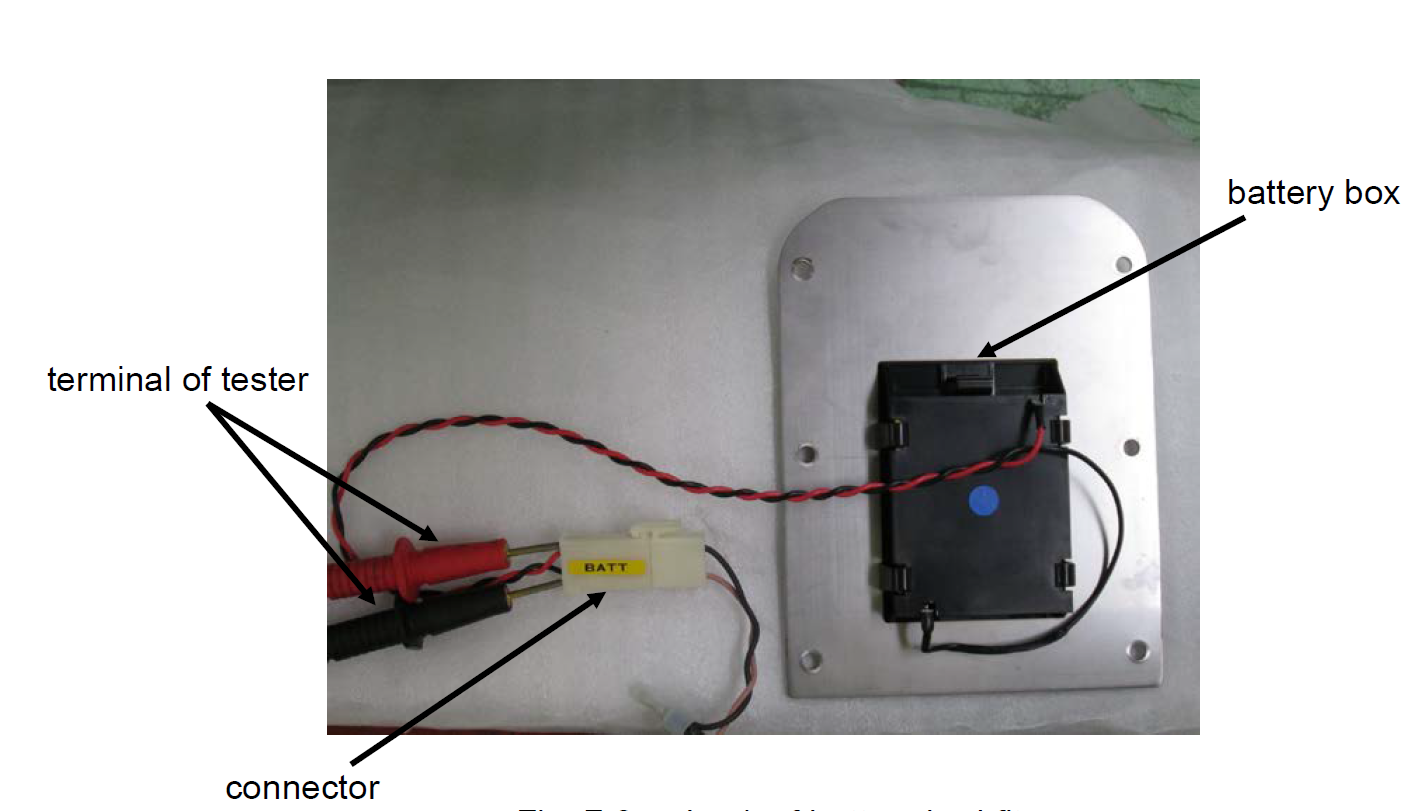 battery box
terminal of tester
BATT
connector